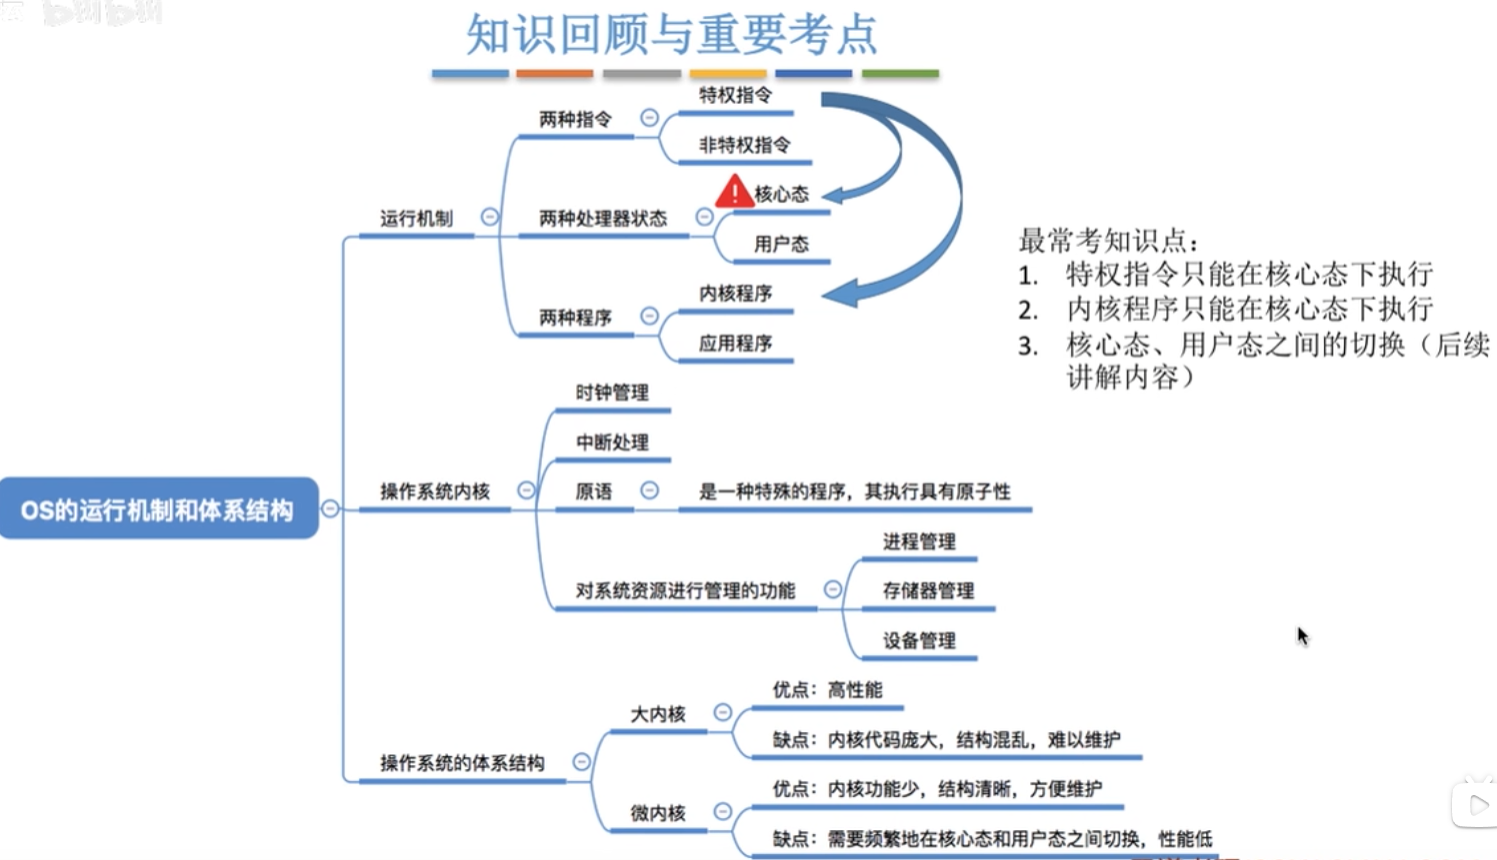 知识回顾与重要考点
特权指令
两种指令
非特权指令
核心态
运行机制
两种处理器状态
用户态
内核程序
两种程序
应用程序
最常考知识点：
1. 特权指令只能在核心态下执行
2. 内核程序只能在核心态下执行
3. 核心态、用户态之间的切换（后续
讲解内容）
时钟管理
中断处理
操作系统内核
原语
是一种特殊的程序，其执行具有原子性
OS的运行机制和体系结构
进程管理
对系统资源进行管理的功能
存储器管理
设备管理
优点：高性能
大内核
缺点：内核代码庞大，结构混乱，难以维护
操作系统的体系结构
优点：内核功能少，结构清晰，方便维护
微内核
缺点：需要频繁地在核心态和用户态之间切换，性能低